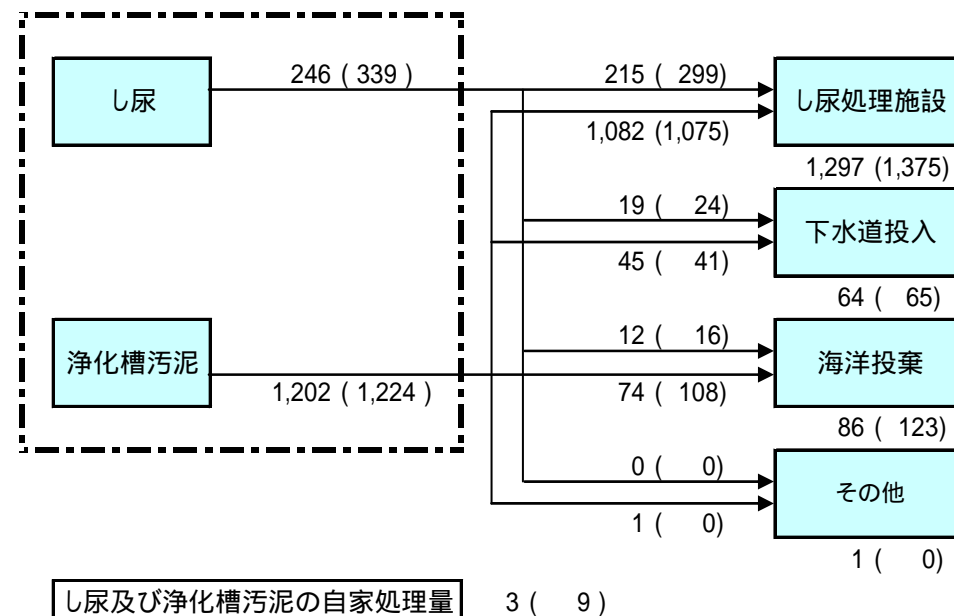 246 ( 339 )
215 ( 299)
し尿
し尿処理施設
1,082 (1,075)
1,297 (1,375)
19 ( 24)
下水道投入
45 ( 41)
64 ( 65)
12 ( 16)
浄化槽汚泥
海洋投棄
1,202 ( 1,224 )
74 ( 108)
86 ( 123)
0 ( 0)
その他
1 ( 0)
1 ( 0)
し尿及び浄化槽汚泥の自家処理量 3 ( 9 )